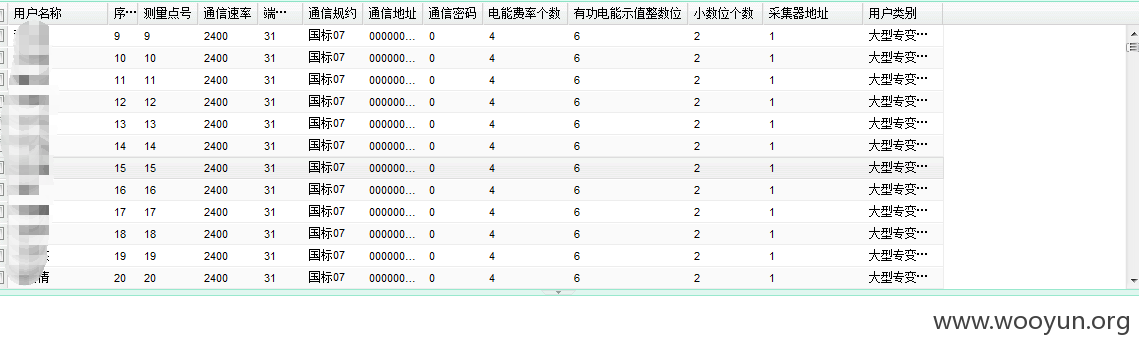 用户名称 序… 测量点号 通信速率 端… 通信规约 通信地址 通信密码 电能费率个数 有功电能示值整数位 小数位个数 采集器地址 用户类别
9 9 2400 31 国标07 000000… 0 4 6 2 1 大型专变…
10 10 2400 31 国标07 000000… 0 4 6 2 1 大型专变…
11 11 2400 31 国标07 000000… 0 4 6 2 1 大型专变…
12 12 2400 31 国标07 000000… 0 4 6 2 1 大型专变…
13 13 2400 31 国标07 000000… 0 4 6 2 1 大型专变…
14 14 2400 31 国标07 000000… 0 4 6 2 1 大型专变…
15 15 2400 31 国标07 000000… 0 4 6 2 1 大型专变…
16 16 2400 31 国标07 000000… 0 4 6 2 1 大型专变…
17 17 2400 31 国标07 000000… 0 4 6 2 1 大型专变…
18 18 2400 31 国标07 000000… 0 4 6 2 1 大型专变…
19 19 2400 31 国标07 000000… 0 4 6 2 1 大型专变…
20 20 2400 31 国标07 000000… 0 4 6 2 1 大型专变…
www.wooyun.org